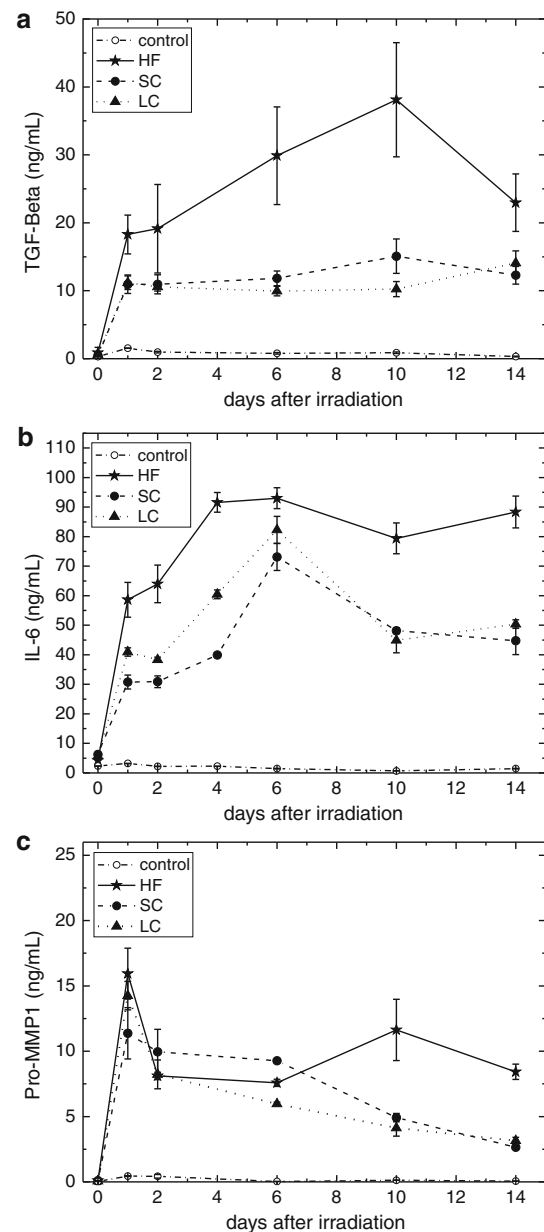 a
50
40
30
20
10
0
TGF-Beta (ng/mL)
control
HF
SC
LC
0 2 4 6 8 10 12 14
days after irradiation
b
110
100
90
80
70
60
50
40
30
20
10
0
IL-6 (ng/mL)
control
HF
SC
LC
0 2 4 6 8 10 12 14
days after irradiation
c
25
20
15
10
5
0
Pro-MMP1 (ng/mL)
control
HF
SC
LC
0 2 4 6 8 10 12 14
days after irradiation